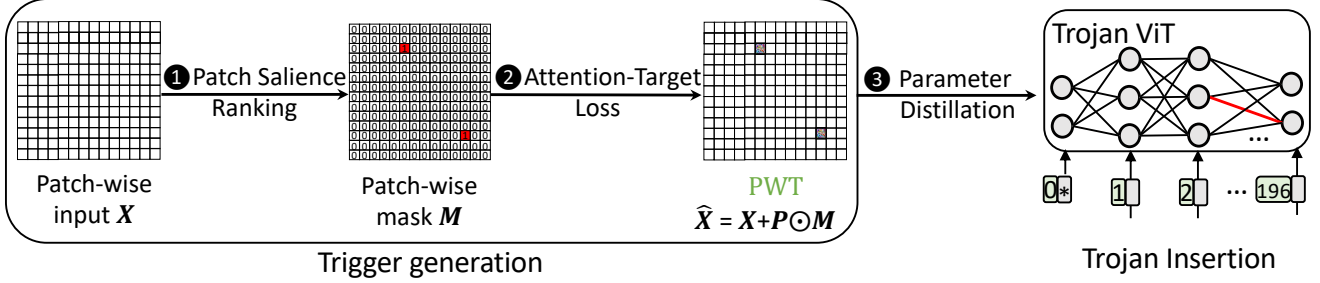 ❶ Patch Salience
Ranking
❷ Attention-Target
Loss
❸ Parameter
Distillation
Trojan ViT
...
Patch-wise
input X
Patch-wise
mask M
PWT
X̂ = X+P⊙M
0* 1 2 ... 196
Trigger generation
Trojan Insertion